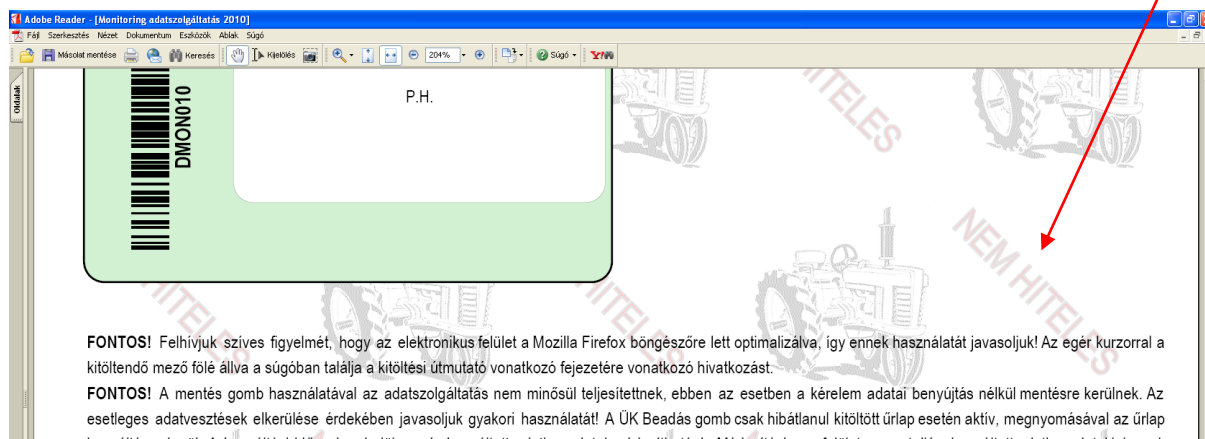 Adobe Reader - [Monitoring adatszolgáltatás 2010]
Fájl Szerkesztés Nézet Dokumentum Eszközök Ablak Súgó
Másolat mentése Keresés Kijelölés 204% Súgó
Oldalak
P.H.
DMON010
HITELES
NEM HITELES
HITELES
HITELES
FONTOS! Felhívjuk szíves figyelmét, hogy az elektronikus felület a Mozilla Firefox böngészőre lett optimalizálva, így ennek használatát javasoljuk! Az egér kurzorral a
kitöltendő mező fölé állva a súgóban találja a kitöltési útmutató vonatkozó fejezetére vonatkozó hivatkozást.
FONTOS! A mentés gomb használatával az adatszolgáltatás nem minősül teljesítettnek, ebben az esetben a kérelem adatai benyújtás nélkül mentésre kerülnek. Az
esetleges adatvesztések elkerülése érdekében javasoljuk gyakori használatát! A ÜK Beadás gomb csak hibátlanul kitöltött űrlap esetén aktív, megnyomásával az űrlap